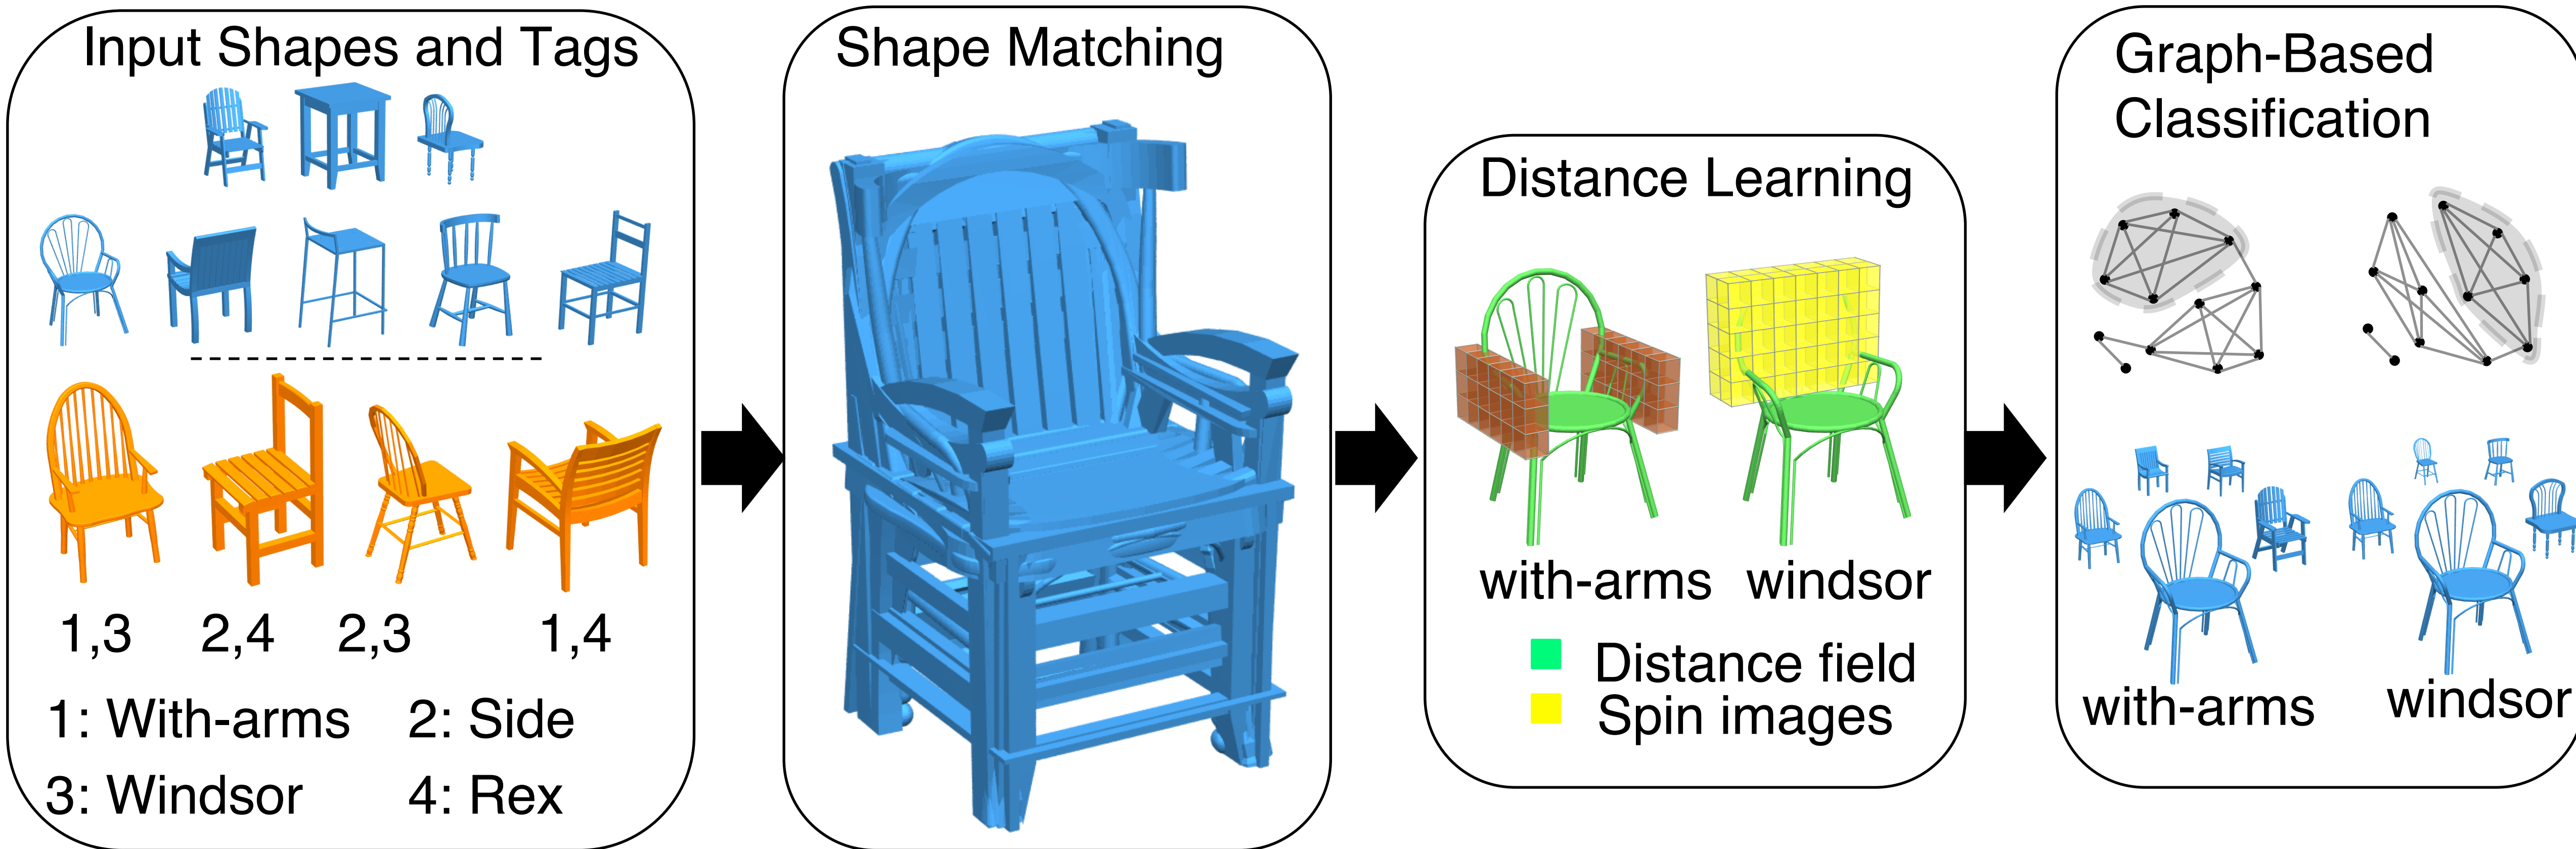 Input Shapes and Tags
1,3 2,4 2,3 1,4
1: With-arms 2: Side
3: Windsor 4: Rex
Shape Matching
Distance Learning
with-arms windsor
Distance field
Spin images
Graph-Based
Classification
with-arms windsor